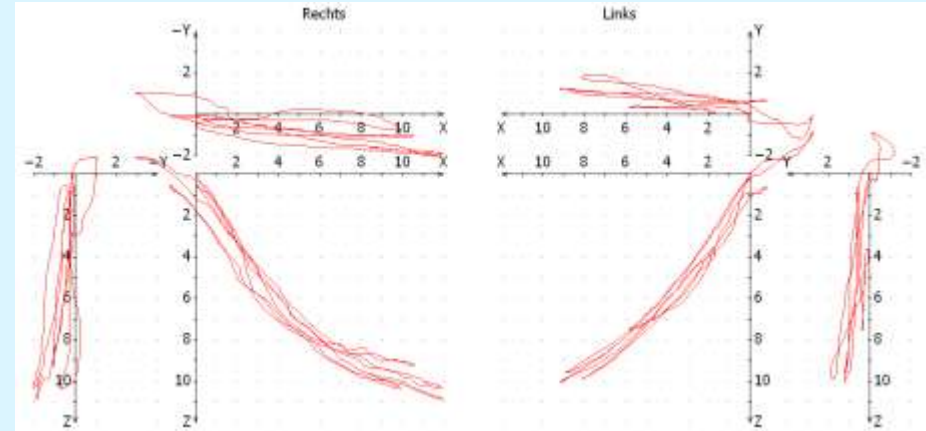 Rechts Links
−Y −Y
2 2
2 4 6 8 10 X X 10 8 6 4 2
−2 −2
−2 2 −Y 2 4 6 8 10 X X 10 8 6 4 2 Y 2 −2
2 2 2 2
4 4 4 4
6 6 6 6
8 8 8 8
10 10 10 10
Z Z Z Z